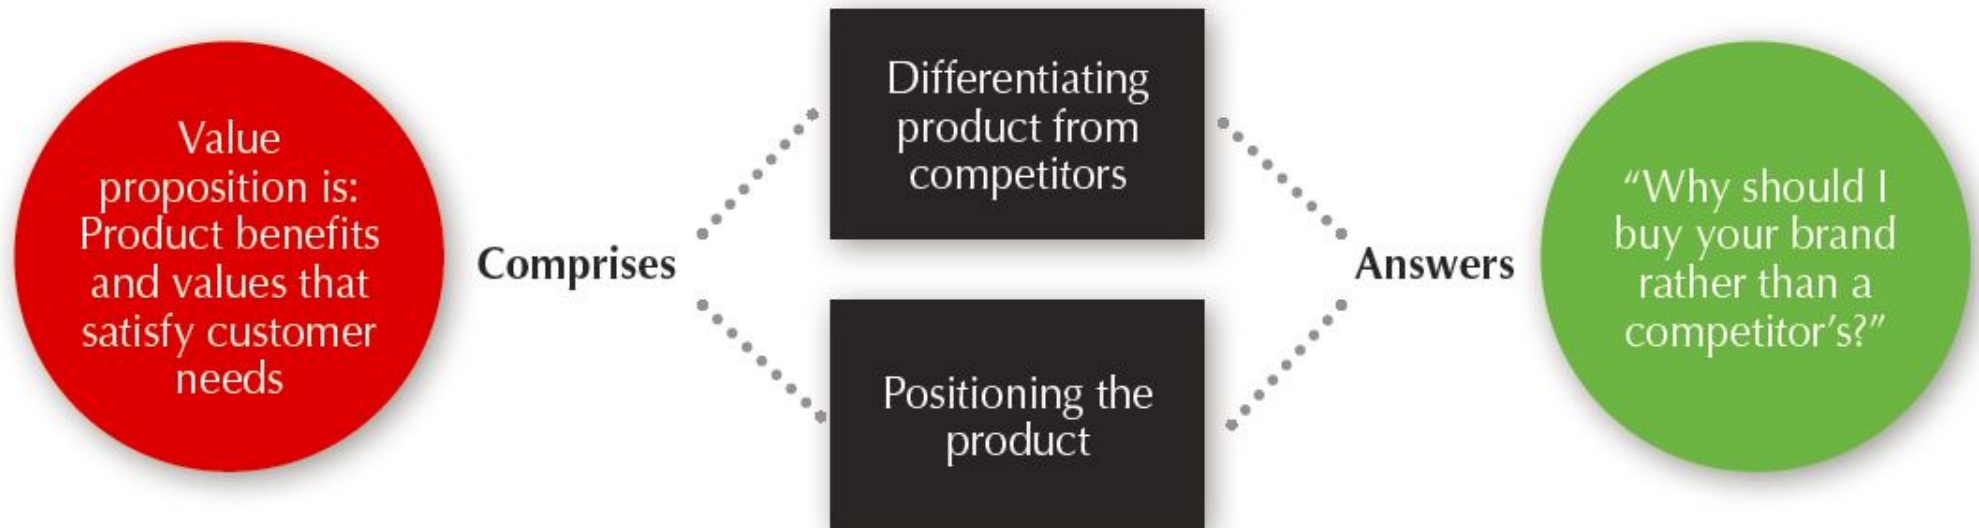 Value
proposition is:
Product benefits
and values that
satisfy customer
needs
Comprises
Differentiating
product from
competitors
Positioning the
product
Answers
“Why should I
buy your brand
rather than a
competitor’s?”